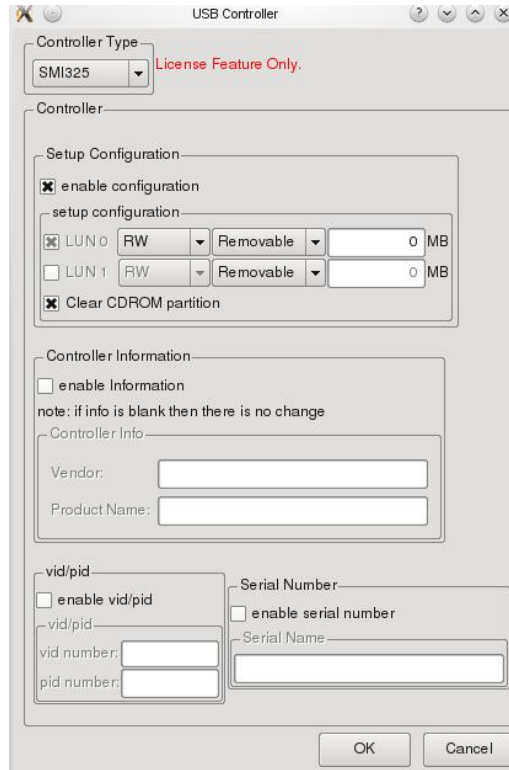 USB Controller
Controller Type
SMI325
License Feature Only.
Controller
Setup Configuration
enable configuration
setup configuration
LUN 0 RW Removable 0 MB
LUN 1 RW Removable 0 MB
Clear CDROM partition
Controller Information
enable Information
note: if info is blank then there is no change
Controller Info
Vendor:
Product Name:
vid/pid
enable vid/pid
vid/pid
vid number:
pid number:
Serial Number
enable serial number
Serial Name
OK Cancel